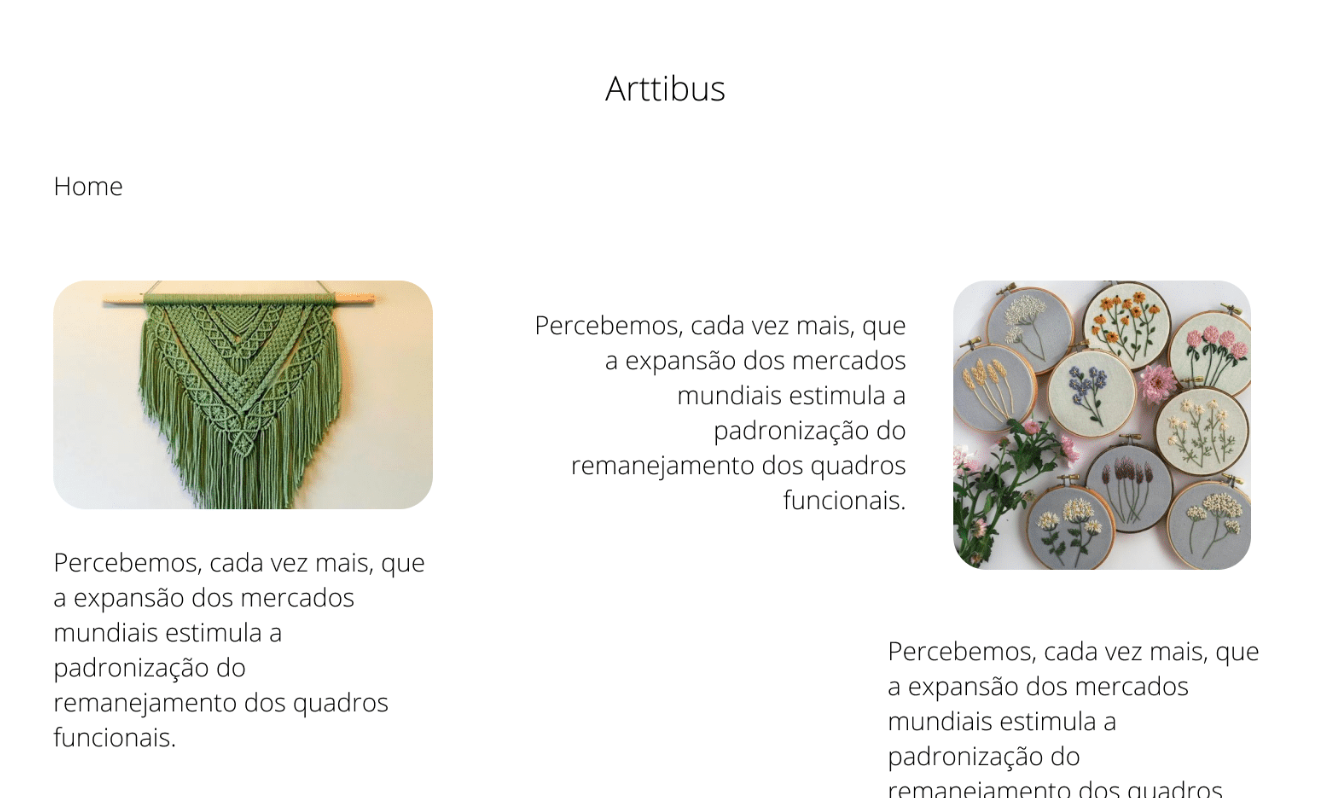 Arttibus
Home
Percebemos, cada vez mais, que
a expansão dos mercados
mundiais estimula a
padronização do
remanejamento dos quadros
funcionais.
Percebemos, cada vez mais, que
a expansão dos mercados
mundiais estimula a
padronização do
remanejamento dos quadros
funcionais.
Percebemos, cada vez mais, que
a expansão dos mercados
mundiais estimula a
padronização do
remanejamento dos quadros